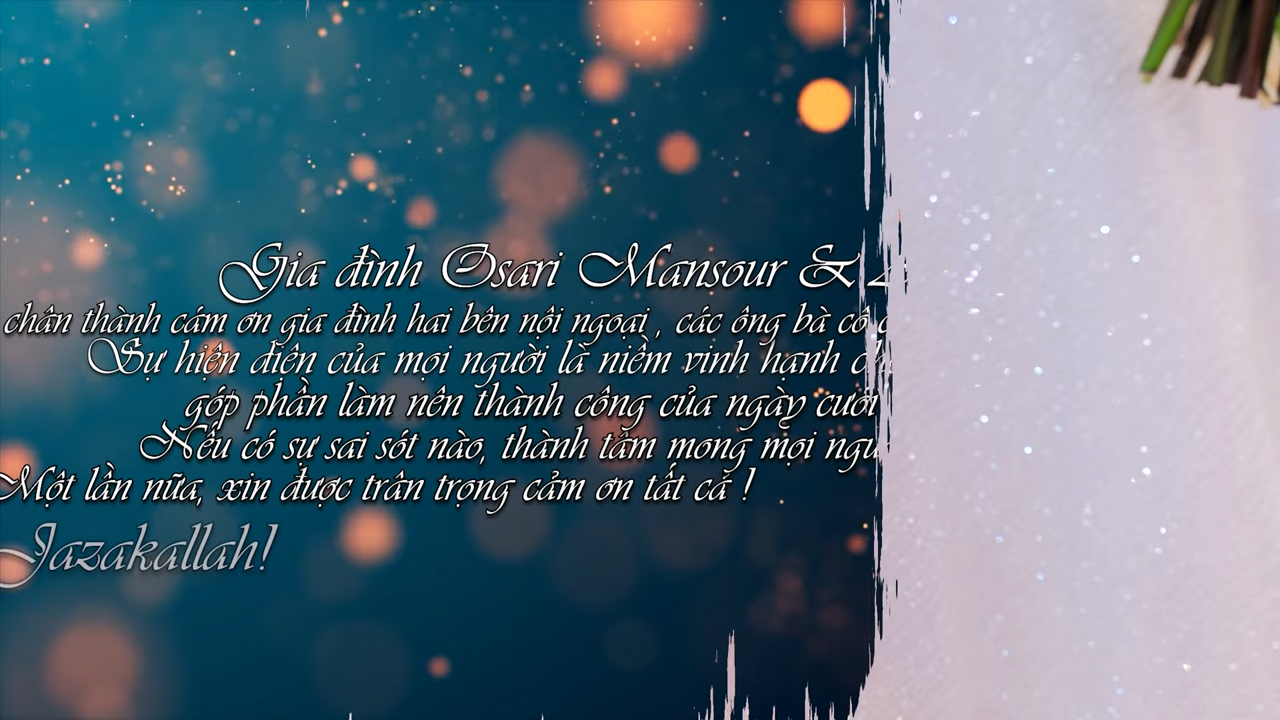 Gia đình Osari Mansour &
chân thành cám ơn gia đình hai bên nội ngoại , các ông bà cô
Sự hiện diện của mọi người là niềm vinh hạnh
góp phần làm nên thành công của ngày cưới
Nếu có sự sai sót nào, thành tâm mong mọi
Một lần nữa, xin được trân trọng cảm ơn tất cả !
Jazakallah!